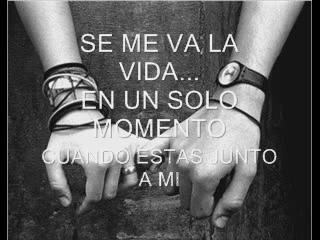 SE ME VA LA
VIDA...
EN UN SOLO
MOMENTO
CUANDO ESTAS JUNTO
A MI